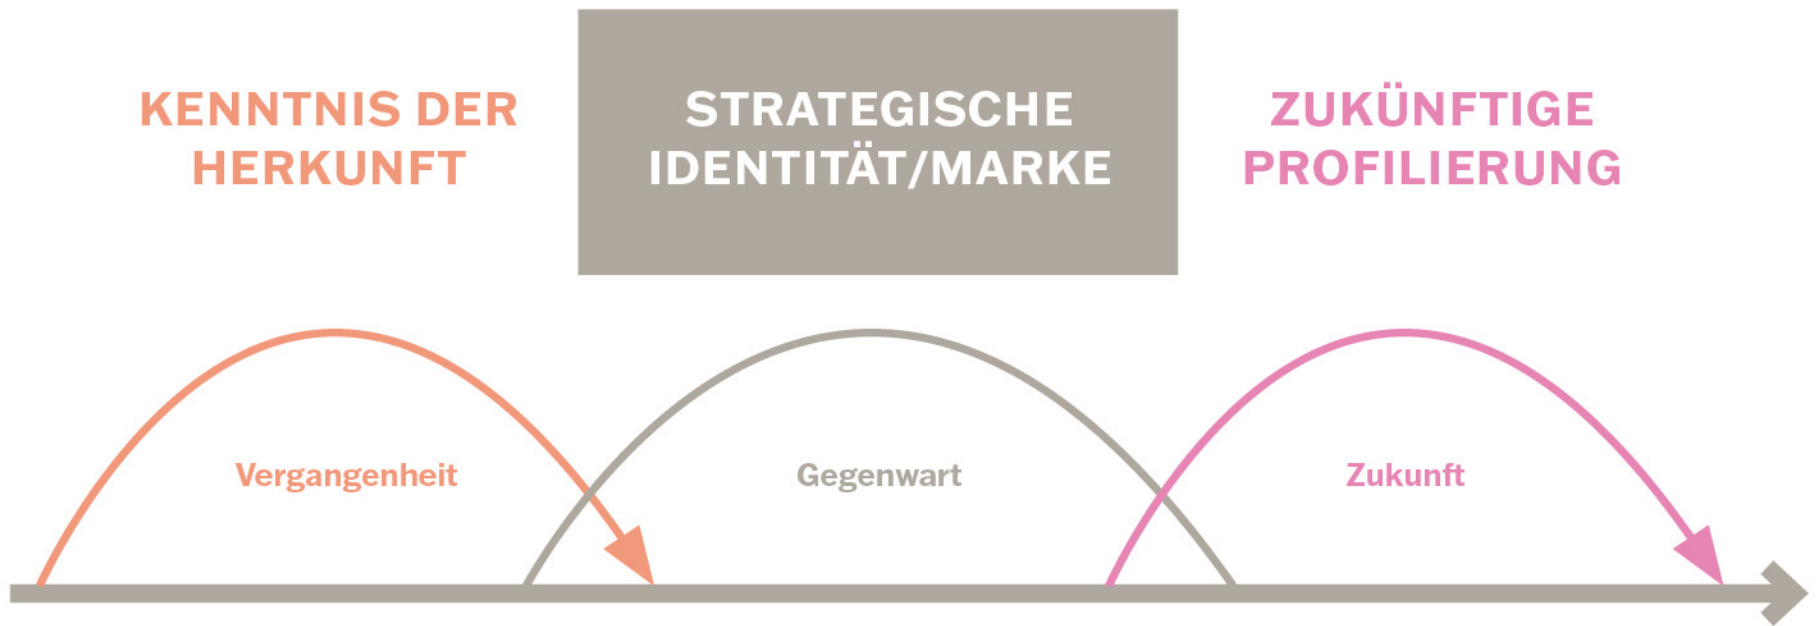 KENNTNIS DER
HERKUNFT
STRATEGISCHE
IDENTITÄT/MARKE
ZUKÜNFTIGE
PROFILIERUNG
Vergangenheit
Gegenwart
Zukunft